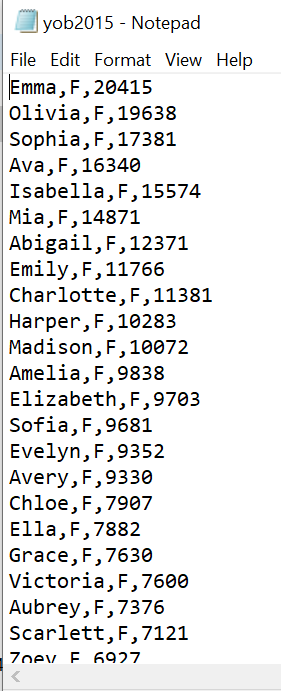 yob2015 - Notepad
File Edit Format View Help
Emma,F,20415
Olivia,F,19638
Sophia,F,17381
Ava,F,16340
Isabella,F,15574
Mia,F,14871
Abigail,F,12371
Emily,F,11766
Charlotte,F,11381
Harper,F,10283
Madison,F,10072
Amelia,F,9838
Elizabeth,F,9703
Sofia,F,9681
Evelyn,F,9352
Avery,F,9330
Chloe,F,7907
Ella,F,7882
Grace,F,7630
Victoria,F,7600
Aubrey,F,7376
Scarlett,F,7121
Zoey,F,6927